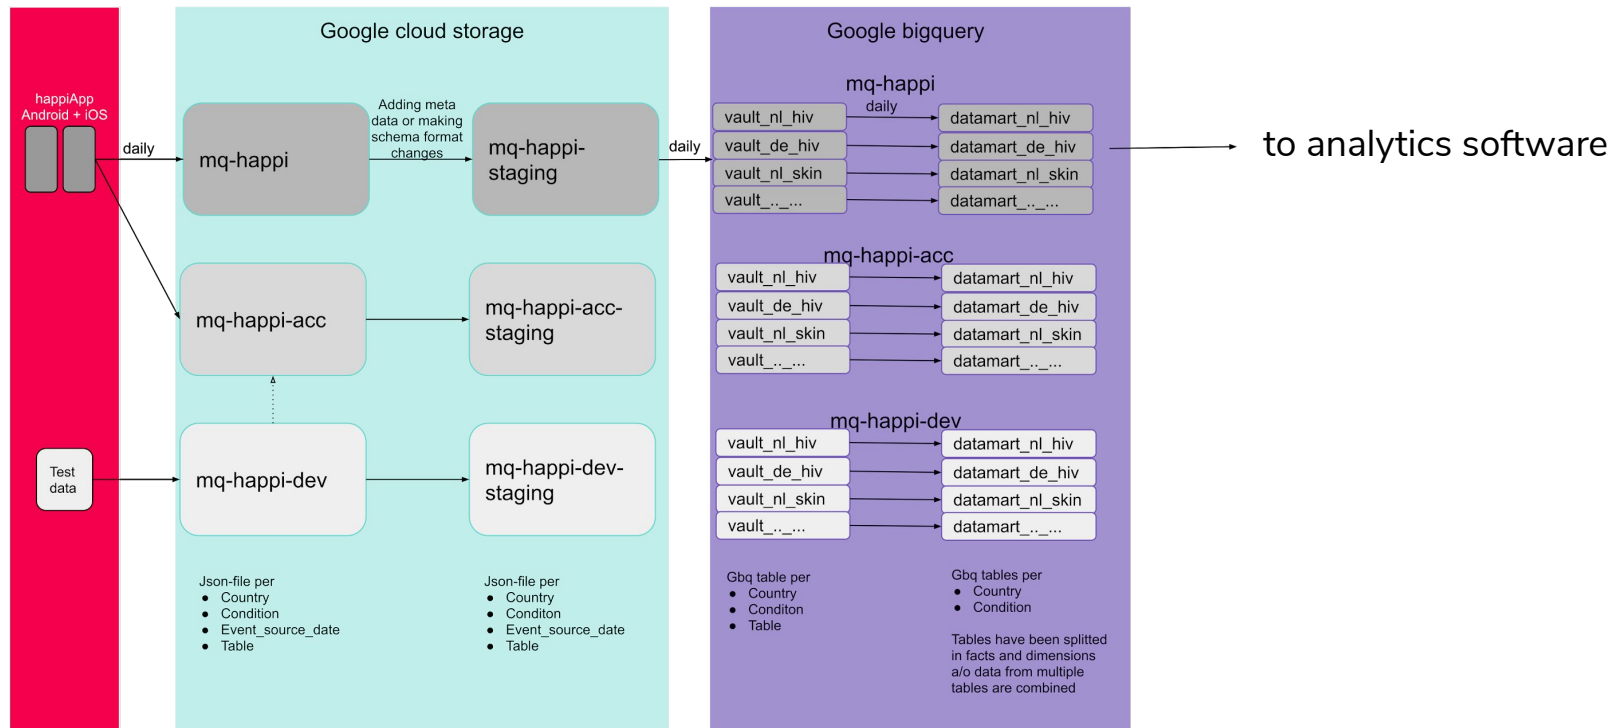 Google cloud storage
Google bigquery
happiApp
Android + iOS
daily
mq-happi
Adding meta
data or making
schema format
changes
mq-happi-
staging
daily
mq-happi
daily
vault_nl_hiv
datamart_nl_hiv
vault_de_hiv
datamart_de_hiv
vault_nl_skin
datamart_nl_skin
vault_.._...
datamart_.._...
to analytics software
mq-happi-acc
mq-happi-acc-
staging
mq-happi-acc
vault_nl_hiv
datamart_nl_hiv
vault_de_hiv
datamart_de_hiv
vault_nl_skin
datamart_nl_skin
vault_.._...
datamart_.._...
Test
data
mq-happi-dev
mq-happi-dev-
staging
mq-happi-dev
vault_nl_hiv
datamart_nl_hiv
vault_de_hiv
datamart_de_hiv
vault_nl_skin
datamart_nl_skin
vault_.._...
datamart_.._...
Json-file per
● Country
● Condition
● Event_source_date
● Table
Json-file per
● Country
● Conditon
● Event_source_date
● Table
Gbq table per
● Country
● Conditon
● Table
Gbq tables per
● Country
● Condition
Tables have been splitted
in facts and dimensions
a/o data from multiple
tables are combined